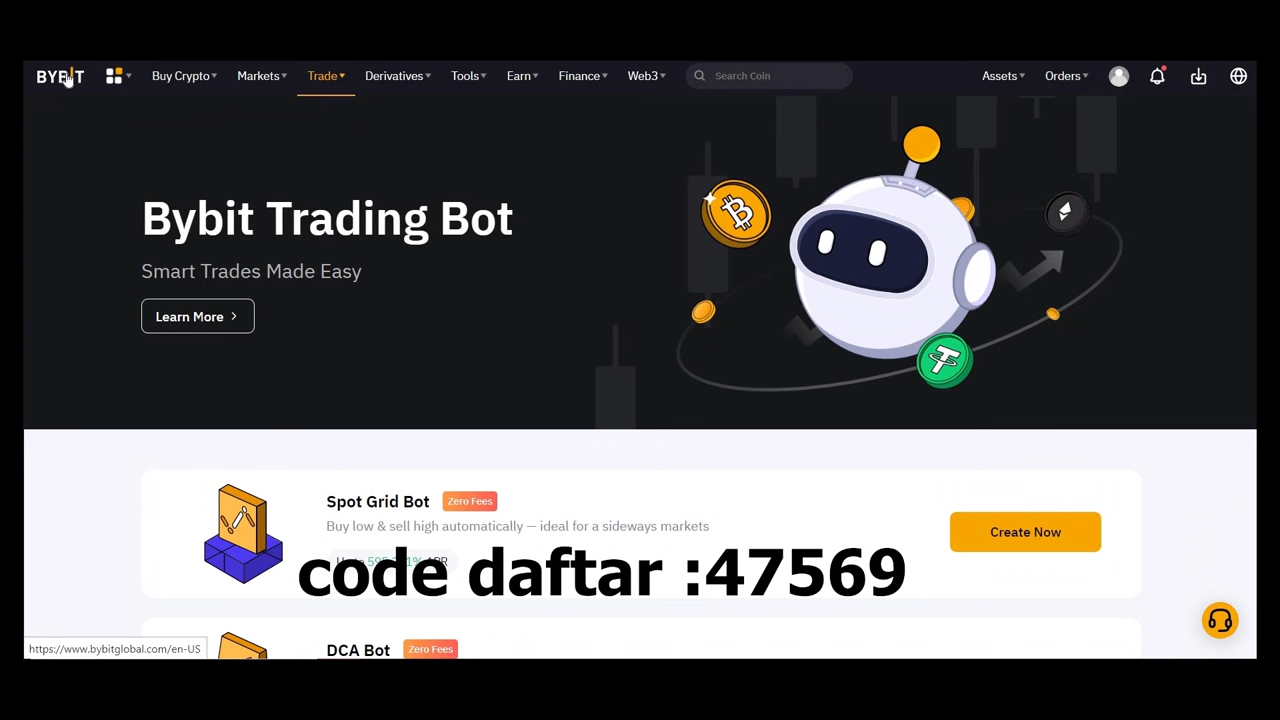 BYBIT
Buy Crypto Markets Trade Derivatives Tools Earn Finance Web3 Search Coin Assets Orders
Bybit Trading Bot
Smart Trades Made Easy
Learn More
Spot Grid Bot Zero Fees
Buy low & sell high automatically — ideal for a sideways markets
Create Now
code daftar :47569
https://www.bybitglobal.com/en-US
DCA Bot Zero Fees